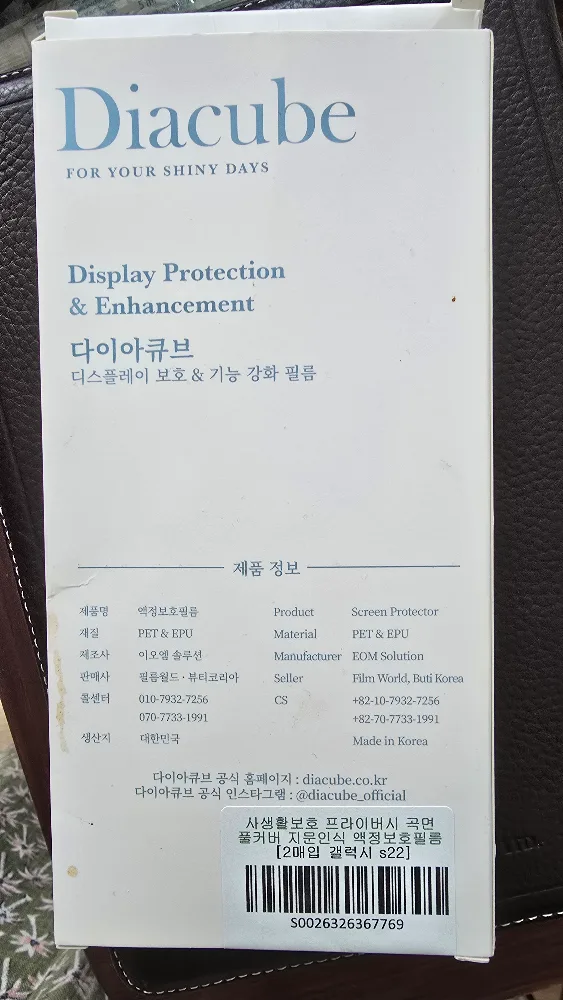 Diacube
FOR YOUR SHINY DAYS
Display Protection
& Enhancement
다이아큐브
디스플레이 보호 & 기능 강화 필름
제품 정보
제품명 액정보호필름 Product Screen Protector
재질 PET & EPU Material PET & EPU
제조사 이오엠 솔루션 Manufacturer EOM Solution
판매사 필름월드 · 뷰티코리아 Seller Film World, Buti Korea
콜센터 010-7932-7256 CS +82-10-7932-7256
070-7733-1991 +82-70-7733-1991
생산지 대한민국 Made in Korea
다이아큐브 공식 홈페이지 : diacube.co.kr
다이아큐브 공식 인스타그램 : @diacube_official
사생활보호 프라이버시 곡면
풀커버 지문인식 액정보호필름
[2매입 갤럭시 s22]
S0026326367769